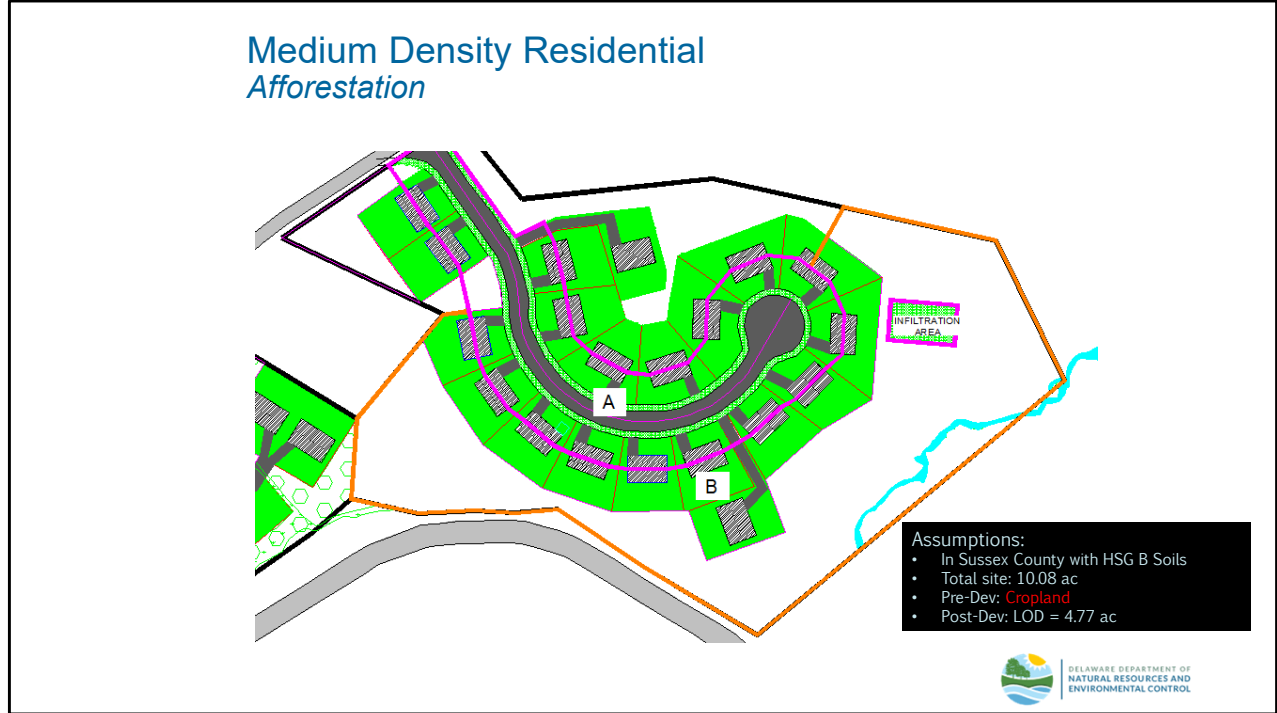 Medium Density Residential
Afforestation
INFILTRATION
AREA
A
B
Assumptions:
• In Sussex County with HSG B Soils
• Total site: 10.08 ac
• Pre-Dev: Cropland
• Post-Dev: LOD = 4.77 ac
DELAWARE DEPARTMENT OF
NATURAL RESOURCES AND
ENVIRONMENTAL CONTROL